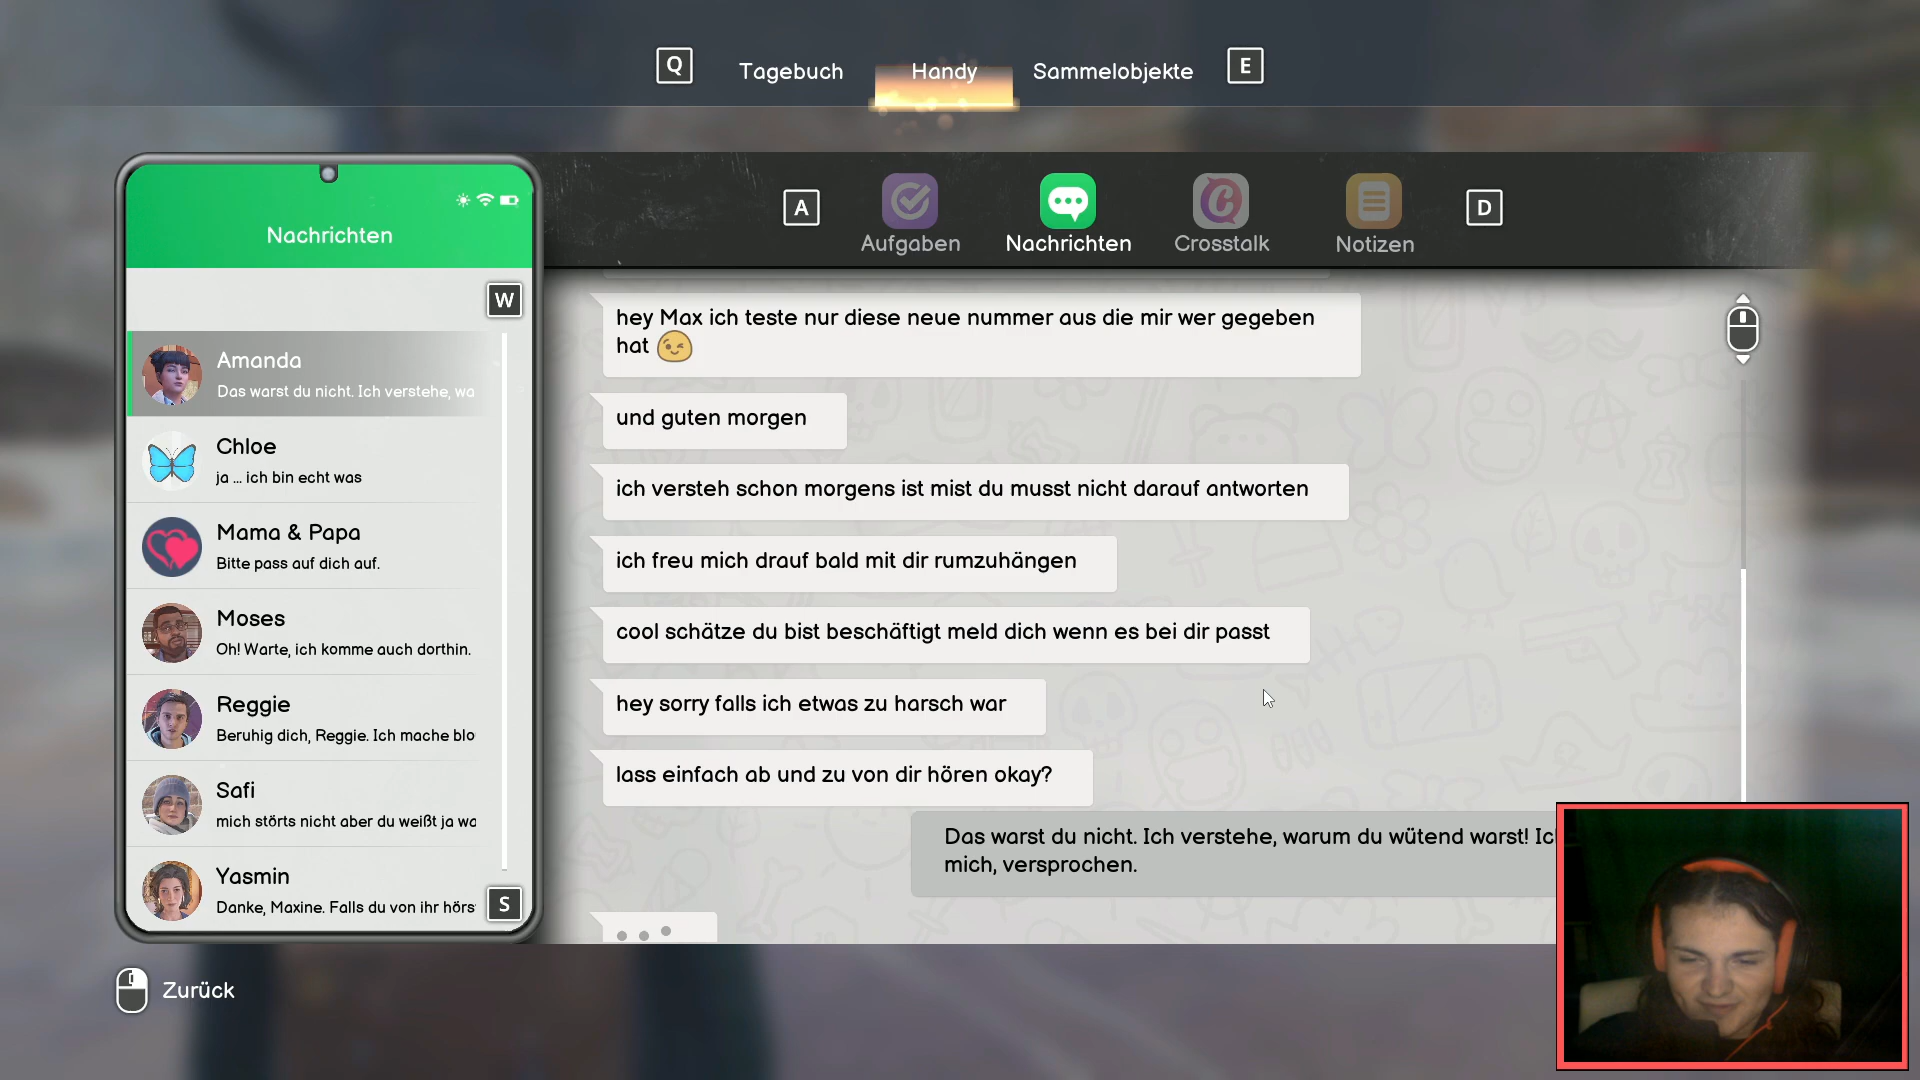 Q Tagebuch Handy Sammelobjekte E
Nachrichten
A D
Aufgaben Nachrichten Crosstalk Notizen
W
Amanda
Das warst du nicht. Ich verstehe, wa
Chloe
ja ... ich bin echt was
Mama & Papa
Bitte pass auf dich auf.
Moses
Oh! Warte, ich komme auch dorthin.
Reggie
Beruhig dich, Reggie. Ich mache blo
Safi
mich störts nicht aber du weißt ja wa
Yasmin
Danke, Maxine. Falls du von ihr hörs
S
hey Max ich teste nur diese neue nummer aus die mir wer gegeben
hat
und guten morgen
ich versteh schon morgens ist mist du musst nicht darauf antworten
ich freu mich drauf bald mit dir rumzuhängen
cool schätze du bist beschäftigt meld dich wenn es bei dir passt
hey sorry falls ich etwas zu harsch war
lass einfach ab und zu von dir hören okay?
Das warst du nicht. Ich verstehe, warum du wütend warst!
mich, versprochen.
Zurück